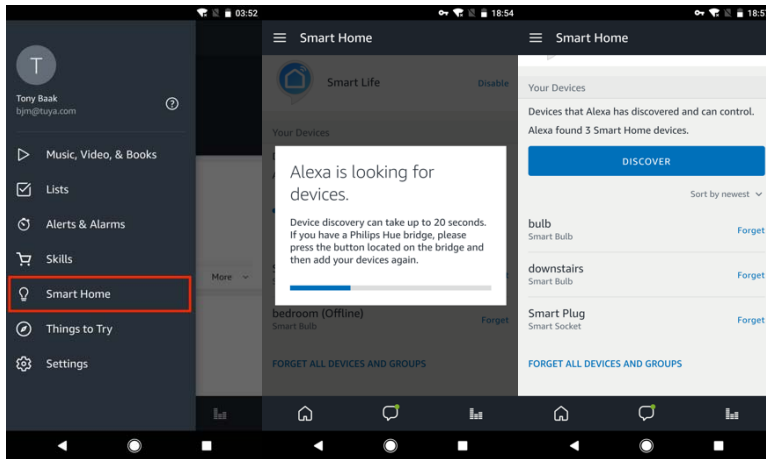 03:52
T
Tony Baak
bjm@tuya.com
Music, Video, & Books
Lists
Alerts & Alarms
Skills
More
Smart Home
Things to Try
Settings
18:54
Smart Home
Smart Life
Disable
Your Devices
Alexa is looking for
devices.
Device discovery can take up to 20 seconds.
If you have a Philips Hue bridge, please
press the button located on the bridge and
then add your devices again.
bedroom (Offline)
Smart Bulb
Forget
FORGET ALL DEVICES AND GROUPS
18:5
Smart Home
Your Devices
Devices that Alexa has discovered and can control.
Alexa found 3 Smart Home devices.
DISCOVER
Sort by newest
bulb
Smart Bulb
Forget
downstairs
Smart Bulb
Forget
Smart Plug
Smart Socket
Forget
FORGET ALL DEVICES AND GROUPS